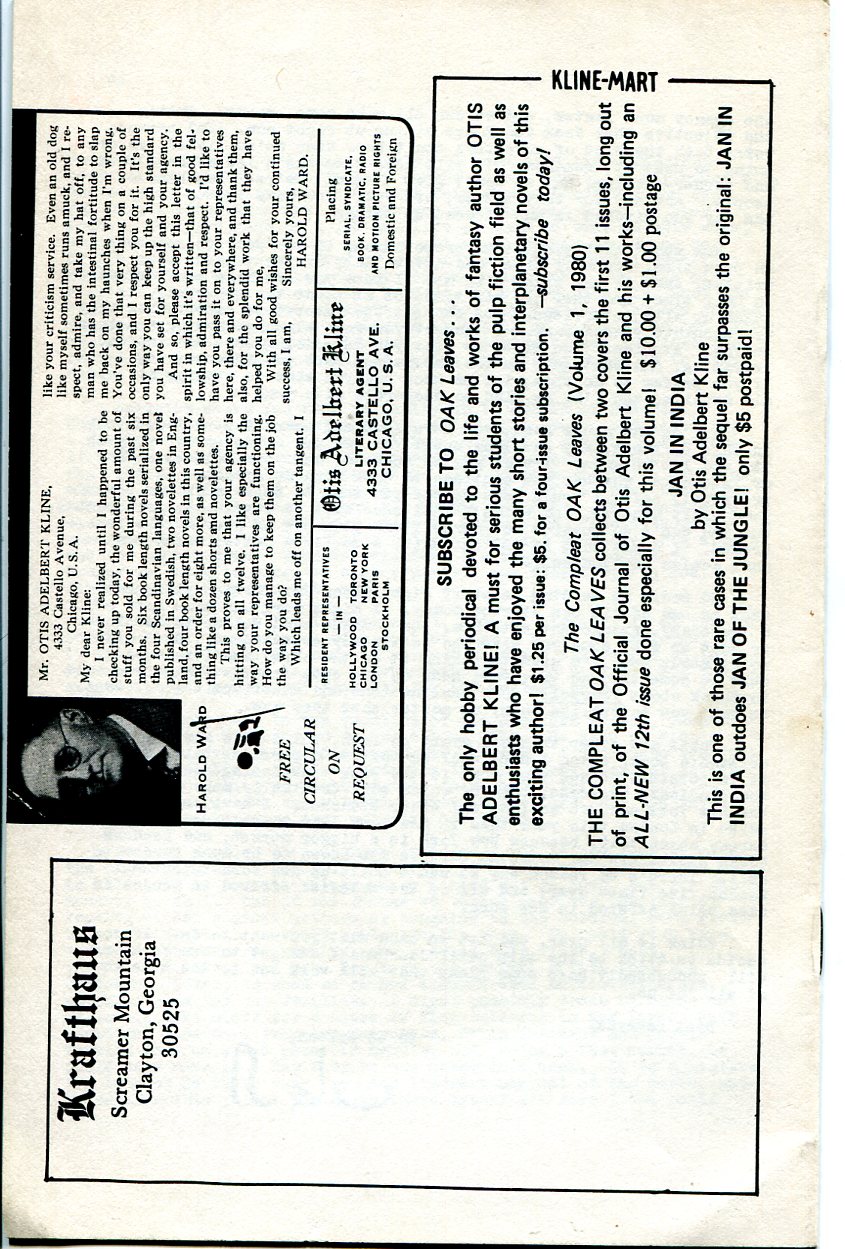 Krafthaus
Screamer Mountain
Clayton, Georgia
30525
HAROLD WARD
FREE
CIRCULAR
ON
REQUEST
Mr. OTIS ADELBERT KLINE,
4333 Castello Avenue,
Chicago, U. S. A.
My dear Kline:
I never realized until I happened to be
checking up today, the wonderful amount of
stuff you sold for me during the past six
months. Six book length novels serialized in
the four Scandinavian languages, one novel
published in Swedish, two novelettes in Eng-
land, four book length novels in this country,
and an order for eight more, as well as some-
thing like a dozen shorts and novelettes.
This proves to me that your agency is
hitting on all twelve. I like especially the
way your representatives are functioning.
How do you manage to keep them on the job
the way you do?
Which leads me off on another tangent. I
like your criticism service. Even an old dog
like myself sometimes runs amuck, and I re-
spect, admire, and take my hat off, to any
man who has the intestinal fortitude to slap
me back on my haunches when I'm wrong.
You've done that very thing on a couple of
occasions, and I respect you for it. It's the
only way you can keep up the high standard
you have set for yourself and your agency.
And so, please accept this letter in the
spirit in which it's written—that of good fel-
lowship, admiration and respect. I'd like to
have you pass it on to your representatives
here, there and everywhere, and thank them,
also, for the splendid work that they have
helped you do for me,
With all good wishes for your continued
success, I am, Sincerely yours,
HAROLD WARD.
RESIDENT REPRESENTATIVES
— IN —
HOLLYWOOD TORONTO
CHICAGO NEW YORK
LONDON PARIS
STOCKHOLM
Otis Adelbert Kline
LITERARY AGENT
4333 CASTELLO AVE.
CHICAGO, U. S. A.
Placing
SERIAL, SYNDICATE,
BOOK, DRAMATIC, RADIO
AND MOTION PICTURE RIGHTS
Domestic and Foreign
KLINE-MART
SUBSCRIBE TO OAK Leaves...
The only hobby periodical devoted to the life and works of fantasy author OTIS
ADELBERT KLINE! A must for serious students of the pulp fiction field as well as
enthusiasts who have enjoyed the many short stories and interplanetary novels of this
exciting author! $1.25 per issue: $5. for a four-issue subscription. —subscribe today!
The Compleat OAK Leaves (Volume 1, 1980)
THE COMPLEAT OAK LEAVES collects between two covers the first 11 issues, long out
of print, of the Official Journal of Otis Adelbert Kline and his works—including an
ALL-NEW 12th issue done especially for this volume! $10.00 + $1.00 postage
JAN IN INDIA
by Otis Adelbert Kline
This is one of those rare cases in which the sequel far surpasses the original: JAN IN
INDIA outdoes JAN OF THE JUNGLE! only $5 postpaid!